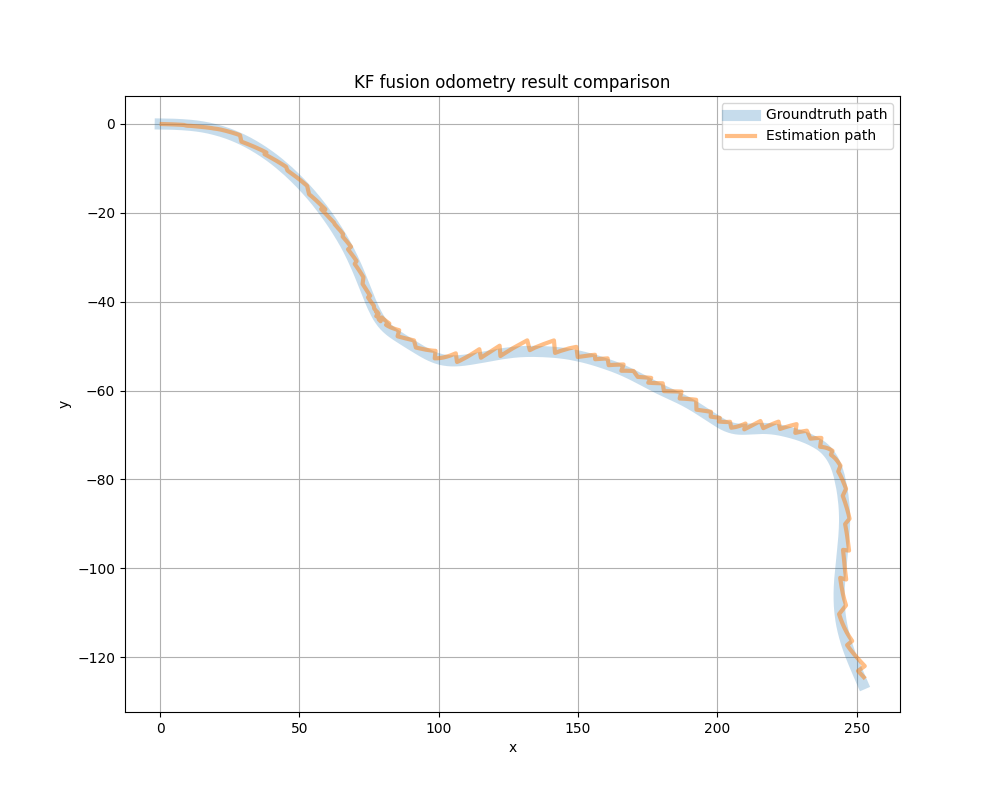 KF fusion odometry result comparison
Groundtruth path
Estimation path
0
−20
−40
−60
−80
−100
−120
y
0 50 100 150 200 250
x